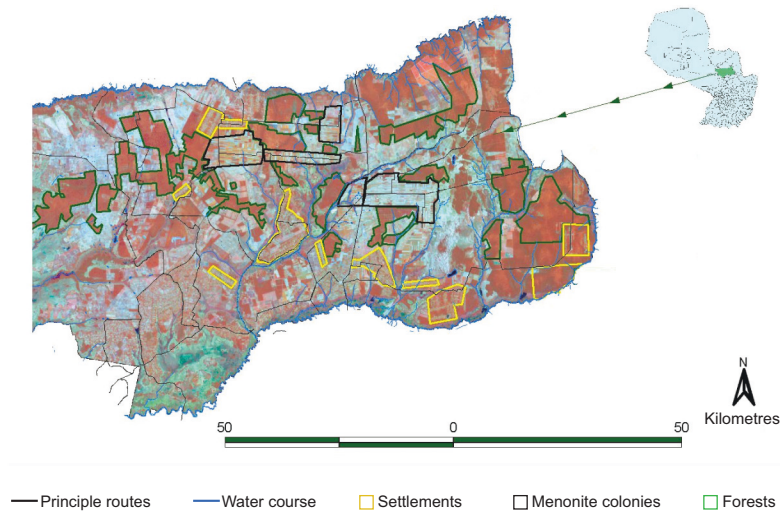 N
Kilometres
50 0 50
Principle routes Water course Settlements Menonite colonies Forests